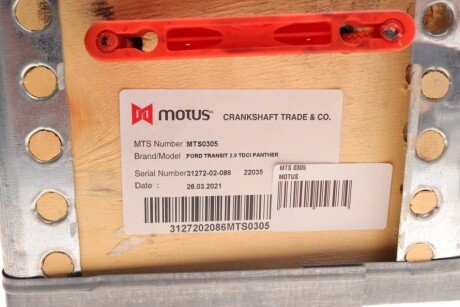 MOTUS CRANKSHAFT TRADE & CO.
MTS Number : MTS0305
Brand/Model : FORD TRANSIT 2.0 TDCI PANTHER
Serial Number: 31272-02-086 22035
Date : 26.03.2021
3127202086MTS0305
MTS 0305
MOTUS